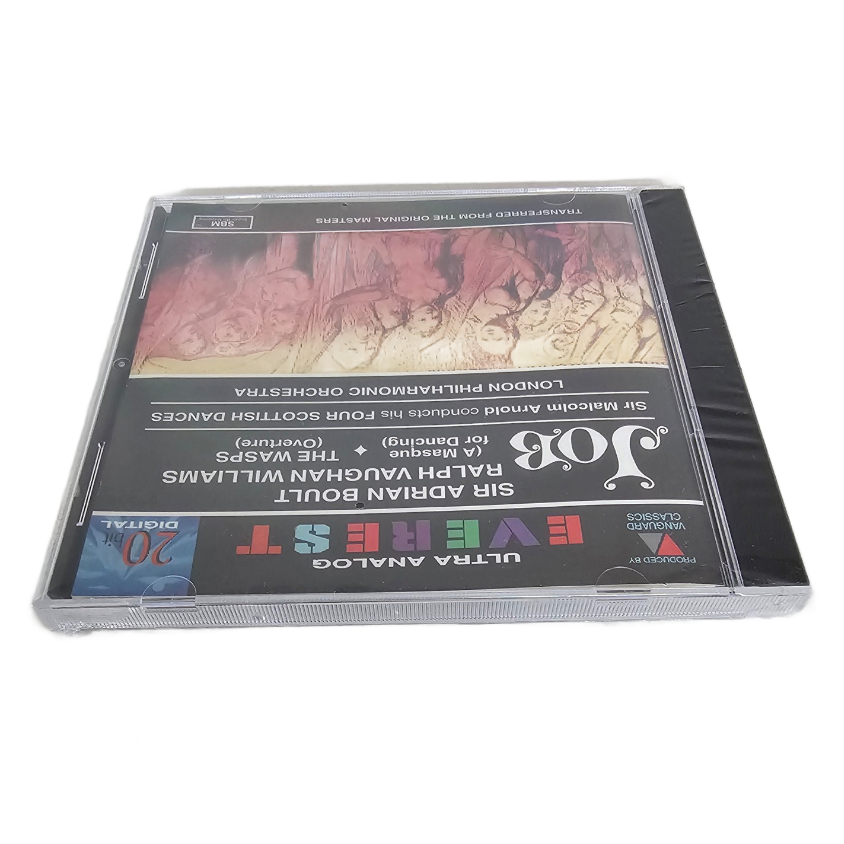 PRODUCED BY
VANGUARD
CLASSICS
ULTRA ANALOG
EVEREST
20 bit
DIGITAL
SIR ADRIAN BOULT
RALPH VAUGHAN WILLIAMS
JOB
(A Masque
for Dancing)
✦
THE WASPS
(Overture)
Sir Malcolm Arnold conducts his FOUR SCOTTISH DANCES
LONDON PHILHARMONIC ORCHESTRA
TRANSFERRED FROM THE ORIGINAL MASTERS
SBM